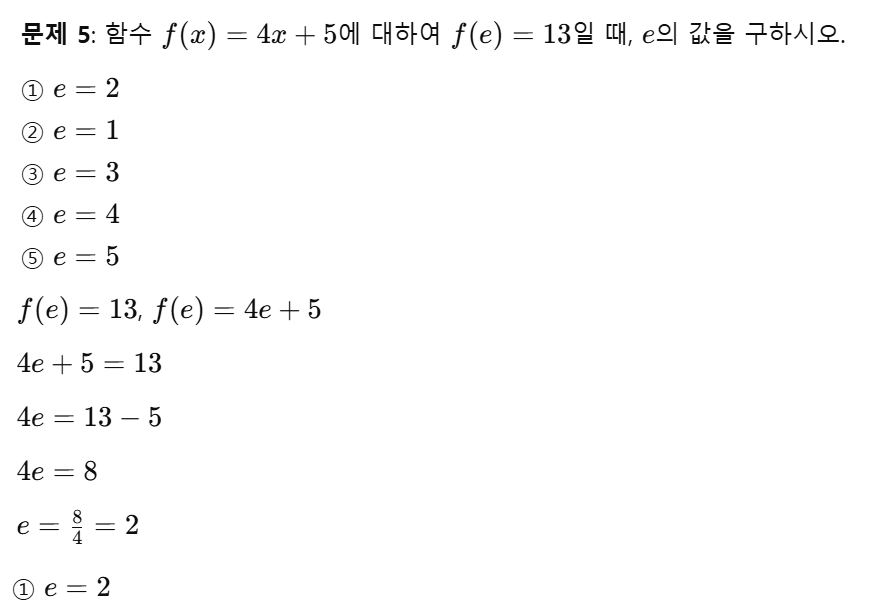 문제 5: 함수 f(x) = 4x + 5에 대하여 f(e) = 13일 때, e의 값을 구하시오.
① e = 2
② e = 1
③ e = 3
④ e = 4
⑤ e = 5
f(e) = 13, f(e) = 4e + 5
4e + 5 = 13
4e = 13 − 5
4e = 8
e = 8/4 = 2
① e = 2